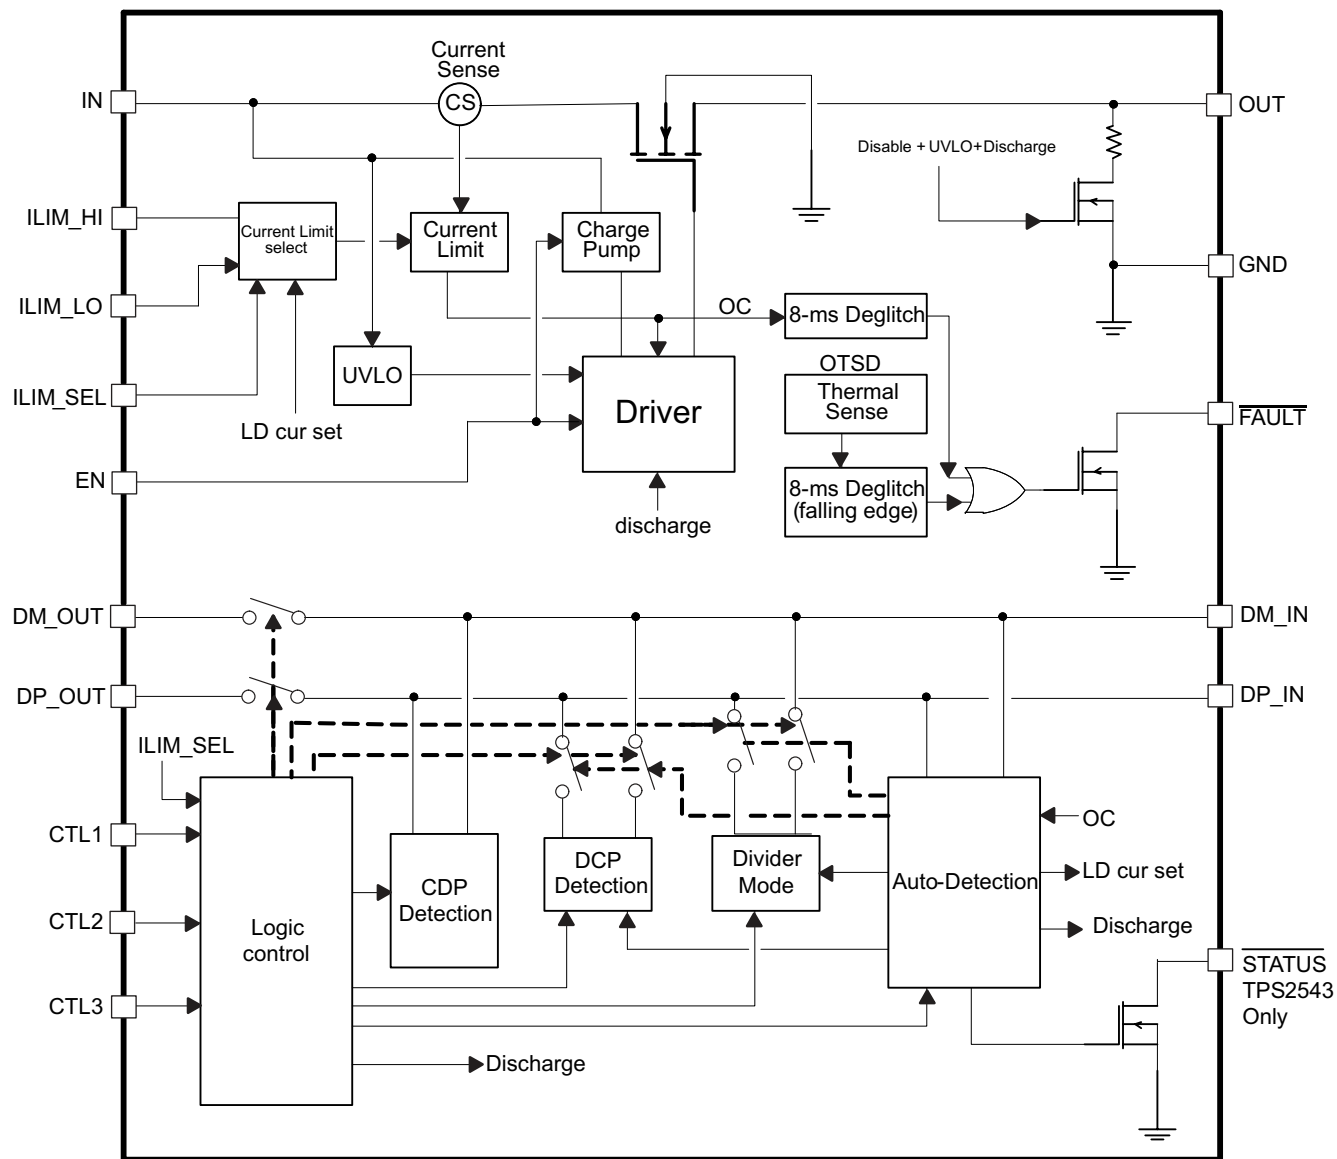 Current
Sense
IN
CS
OUT
Disable + UVLO+Discharge
ILIM_HI
Current Limit
select
Current
Limit
Charge
Pump
GND
ILIM_LO
OC
8-ms Deglitch
UVLO
OTSD
Thermal
Sense
Driver
ILIM_SEL
LD cur set
FAULT
EN
8-ms Deglitch
(falling edge)
discharge
DM_OUT
DM_IN
DP_OUT
DP_IN
ILIM_SEL
CTL1
OC
DCP
Detection
Divider
Mode
CDP
Detection
Auto-Detection
LD cur set
CTL2
Logic
control
Discharge
STATUS
TPS2543
Only
CTL3
Discharge